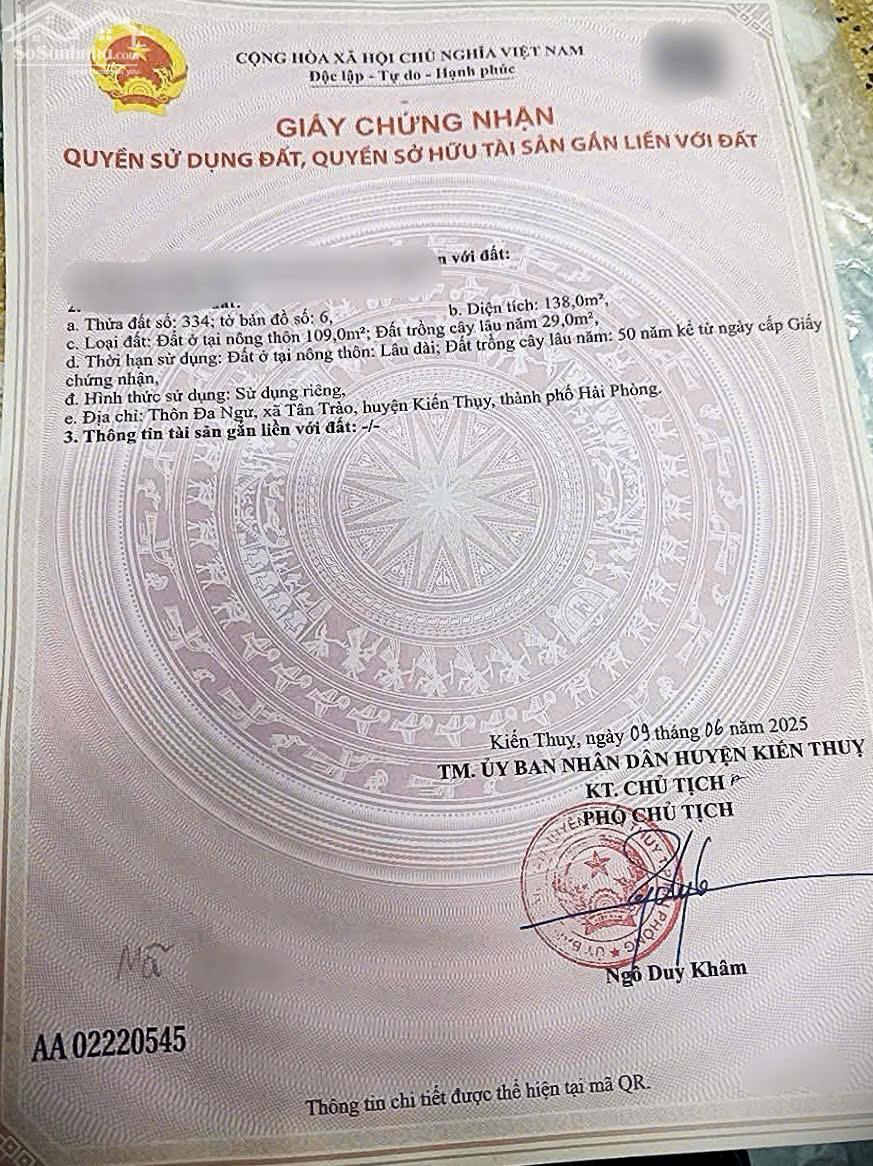 SoSanhnha.com
CỘNG HÒA XÃ HỘI CHỦ NGHĨA VIỆT NAM
Độc lập - Tự do - Hạnh phúc
GIẤY CHỨNG NHẬN
QUYỀN SỬ DỤNG ĐẤT, QUYỀN SỞ HỮU TÀI SẢN GẮN LIỀN VỚI ĐẤT
với đất:
2.
a. Thửa đất số: 334; tờ bản đồ số: 6, b. Diện tích: 138,0m²,
c. Loại đất: Đất ở tại nông thôn 109,0m²; Đất trồng cây lâu năm 29,0m²,
d. Thời hạn sử dụng: Đất ở tại nông thôn: Lâu dài; Đất trồng cây lâu năm: 50 năm kể từ ngày cấp Giấy
chứng nhận,
đ. Hình thức sử dụng: Sử dụng riêng,
e. Địa chỉ: Thôn Đa Ngư, xã Tân Trào, huyện Kiến Thụy, thành phố Hải Phòng.
3. Thông tin tài sản gắn liền với đất: -/-
Kiến Thuỵ, ngày 09 tháng 06 năm 2025
TM. ỦY BAN NHÂN DÂN HUYỆN KIẾN THUỴ
KT. CHỦ TỊCH
PHÓ CHỦ TỊCH
Ngô Duy Khâm
Mã
AA 02220545
Thông tin chi tiết được thể hiện tại mã QR.